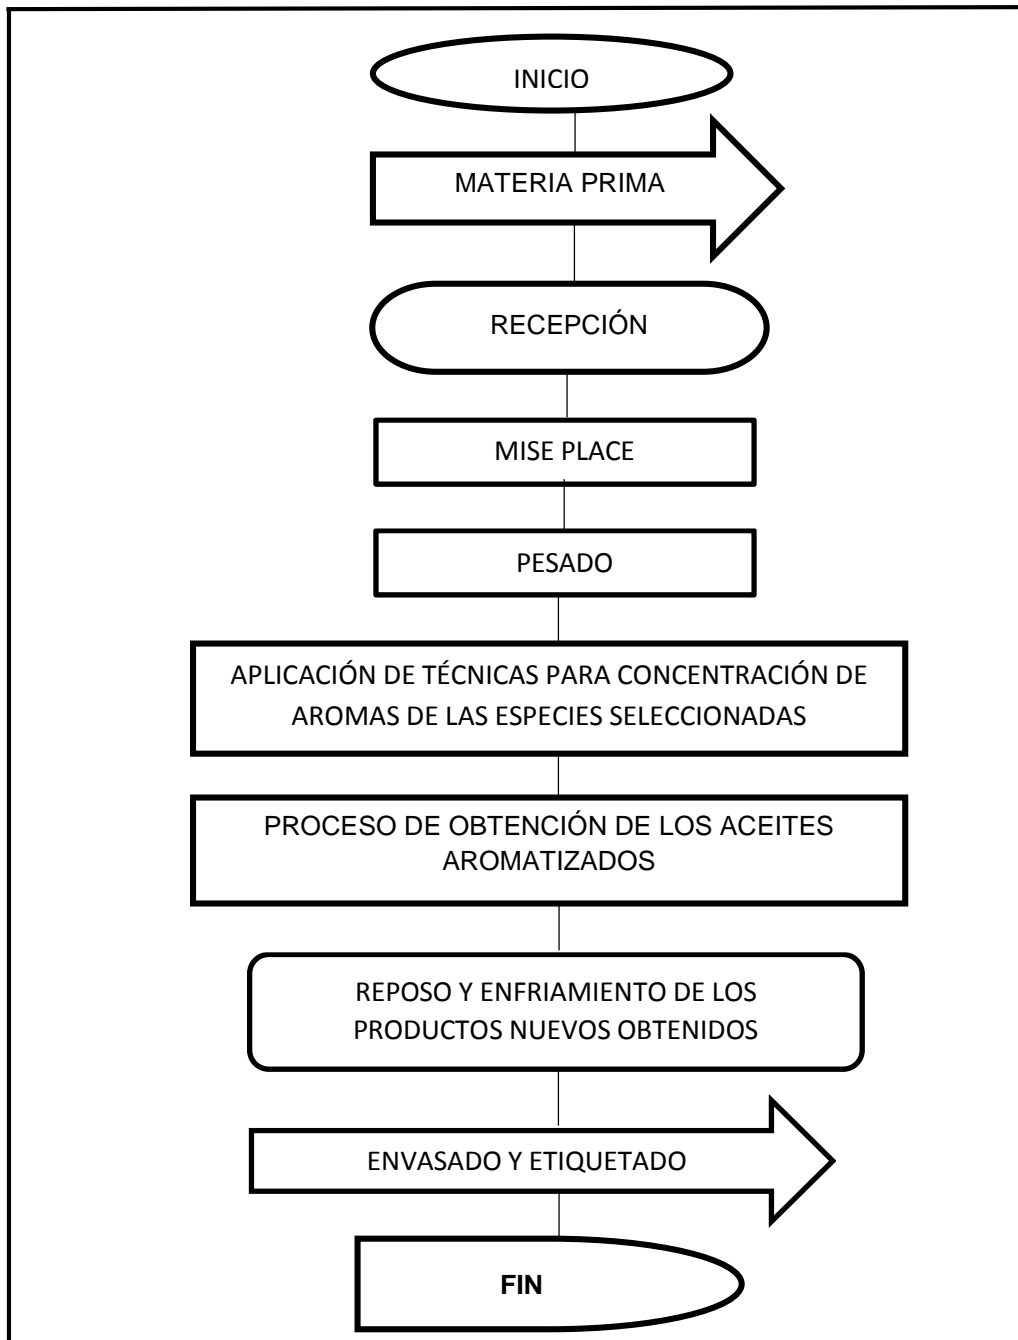 INICIO
MATERIA PRIMA
RECEPCIÓN
MISE PLACE
PESADO
APLICACIÓN DE TÉCNICAS PARA CONCENTRACIÓN DE
AROMAS DE LAS ESPECIES SELECCIONADAS
PROCESO DE OBTENCIÓN DE LOS ACEITES
AROMATIZADOS
REPOSO Y ENFRIAMIENTO DE LOS
PRODUCTOS NUEVOS OBTENIDOS
ENVASADO Y ETIQUETADO
FIN